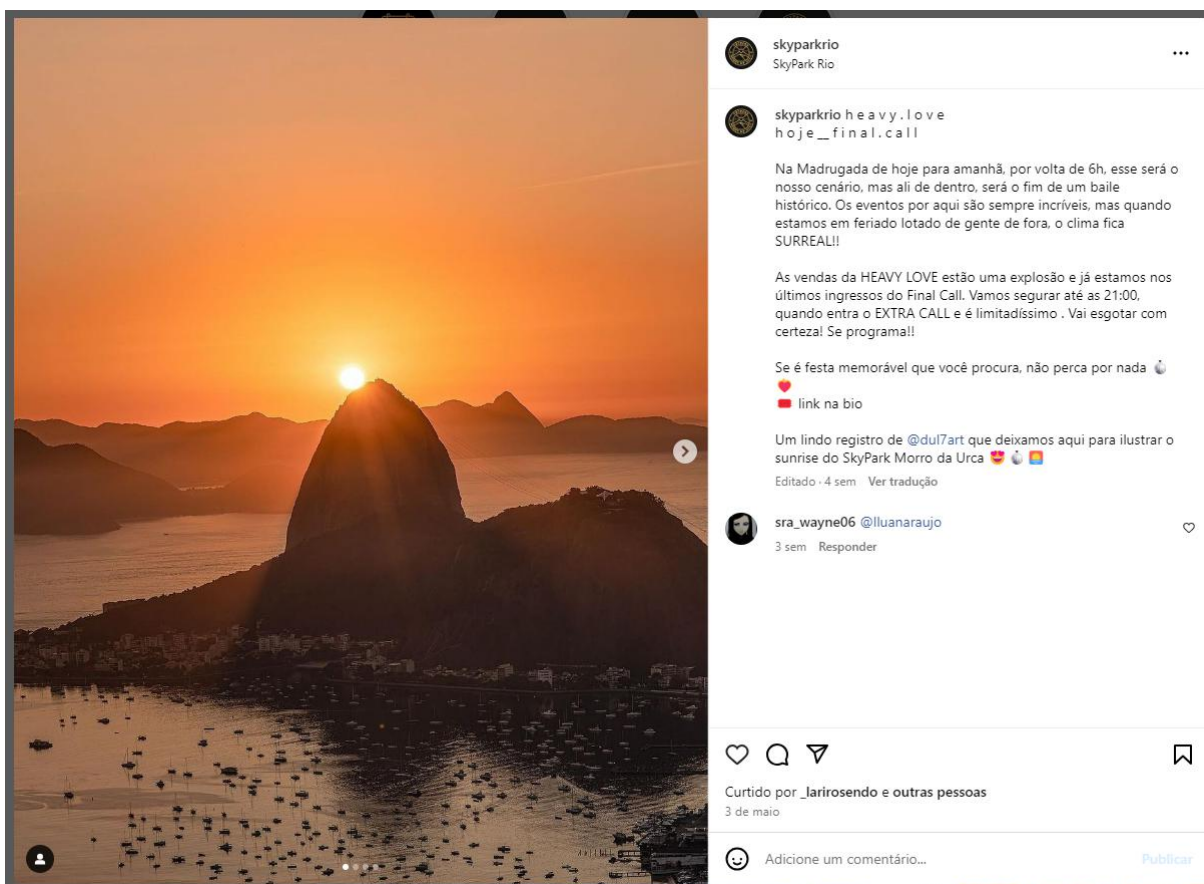 skyparkrio
SkyPark Rio
skyparkrio h e a v y . l o v e
h o j e __ f i n a l . c a l l
Na Madrugada de hoje para amanhã, por volta de 6h, esse será o
nosso cenário, mas ali de dentro, será o fim de um baile
histórico. Os eventos por aqui são sempre incríveis, mas quando
estamos em feriado lotado de gente de fora, o clima fica
SURREAL!!
As vendas da HEAVY LOVE estão uma explosão e já estamos nos
últimos ingressos do Final Call. Vamos segurar até as 21:00,
quando entra o EXTRA CALL e é limitadíssimo . Vai esgotar com
certeza! Se programa!!
Se é festa memorável que você procura, não perca por nada
link na bio
Um lindo registro de @dul7art que deixamos aqui para ilustrar o
sunrise do SkyPark Morro da Urca
Editado · 4 sem Ver tradução
sra_wayne06 @lluanaraujo
3 sem Responder
Curtido por _larirosendo e outras pessoas
3 de maio
Adicione um comentário...
Publicar